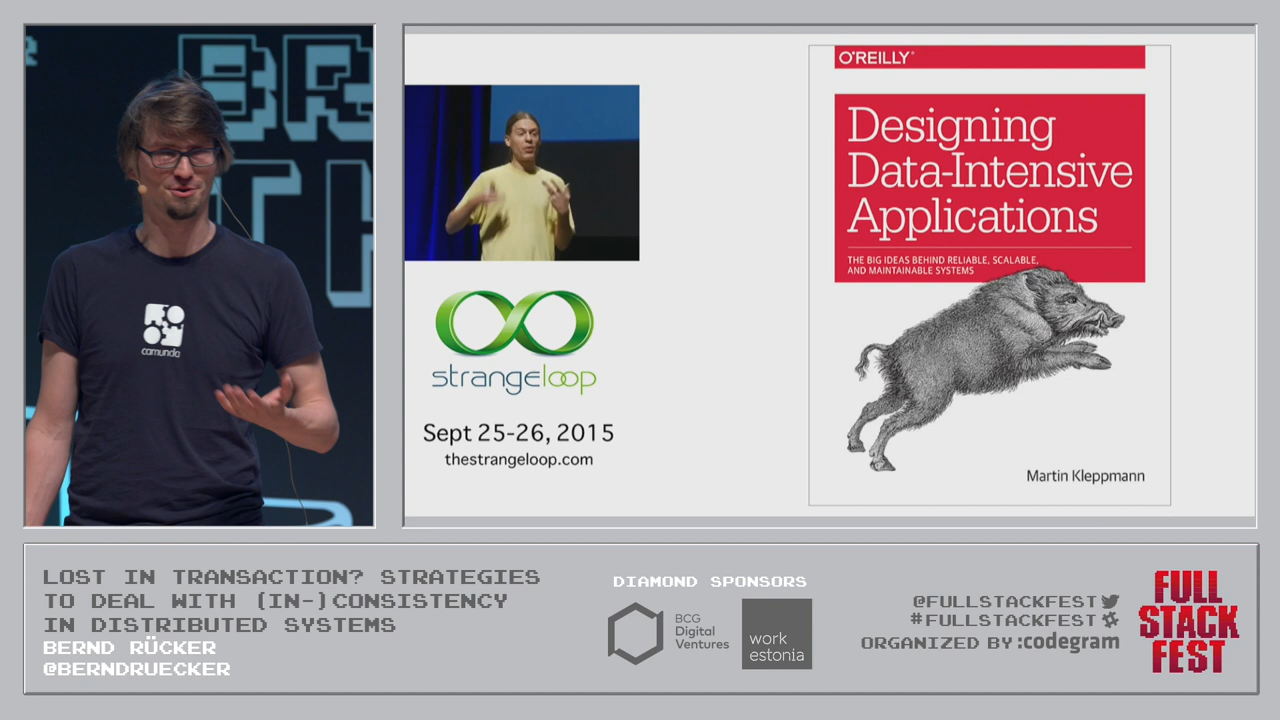 BR
TH
camunda
strangeloop
Sept 25-26, 2015
thestrangeloop.com
O'REILLY®
Designing
Data-Intensive
Applications
THE BIG IDEAS BEHIND RELIABLE, SCALABLE,
AND MAINTAINABLE SYSTEMS
Martin Kleppmann
LOST IN TRANSACTION? STRATEGIES
TO DEAL WITH (IN-)CONSISTENCY
IN DISTRIBUTED SYSTEMS
BERND RÜCKER
@BERNDRUECKER
DIAMOND SPONSORS
BCG
Digital
Ventures
work
estonia
@FULLSTACKFEST
#FULLSTACKFEST
ORGANIZED BY :codegram
FULL
STACK
FEST